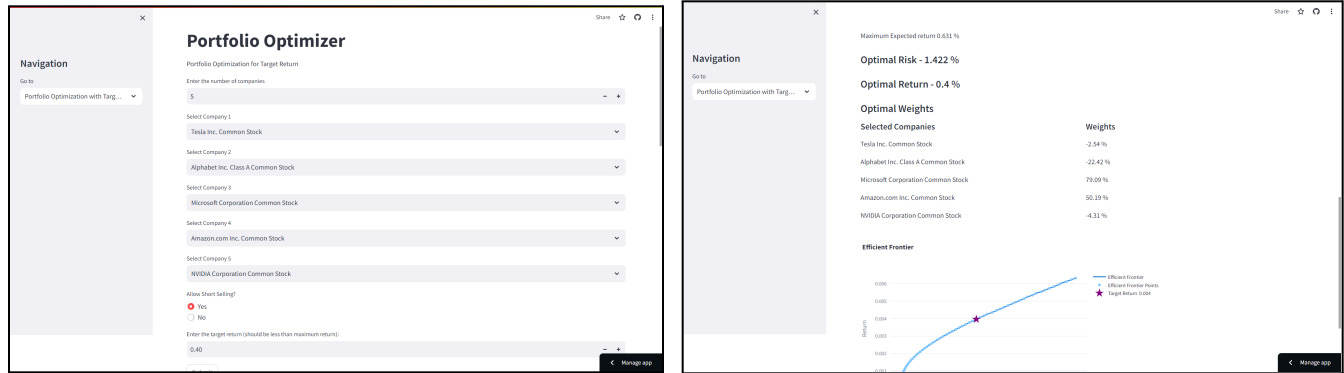 Share
Portfolio Optimizer
Navigation
Portfolio Optimization for Target Return
Go to
Enter the number of companies
Portfolio Optimization with Targ...
5
Select Company 1
Tesla Inc. Common Stock
Select Company 2
Alphabet Inc. Class A Common Stock
Select Company 3
Microsoft Corporation Common Stock
Select Company 4
Amazon.com Inc. Common Stock
Select Company 5
NVIDIA Corporation Common Stock
Allow Short Selling?
Yes
No
Enter the target return (should be less than maximum return):
0.40
Manage app
Share
Maximum Expected return 0.631 %
Navigation
Optimal Risk - 1.422 %
Go to
Portfolio Optimization with Targ...
Optimal Return - 0.4 %
Optimal Weights
Selected Companies Weights
Tesla Inc. Common Stock -2.54 %
Alphabet Inc. Class A Common Stock -22.42 %
Microsoft Corporation Common Stock 79.09 %
Amazon.com Inc. Common Stock 50.19 %
NVIDIA Corporation Common Stock -4.31 %
Efficient Frontier
Efficient Frontier
Efficient Frontier Points
Target Return 0.004
0.006
0.005
0.004
0.003
0.002
0.001
Return
Manage app